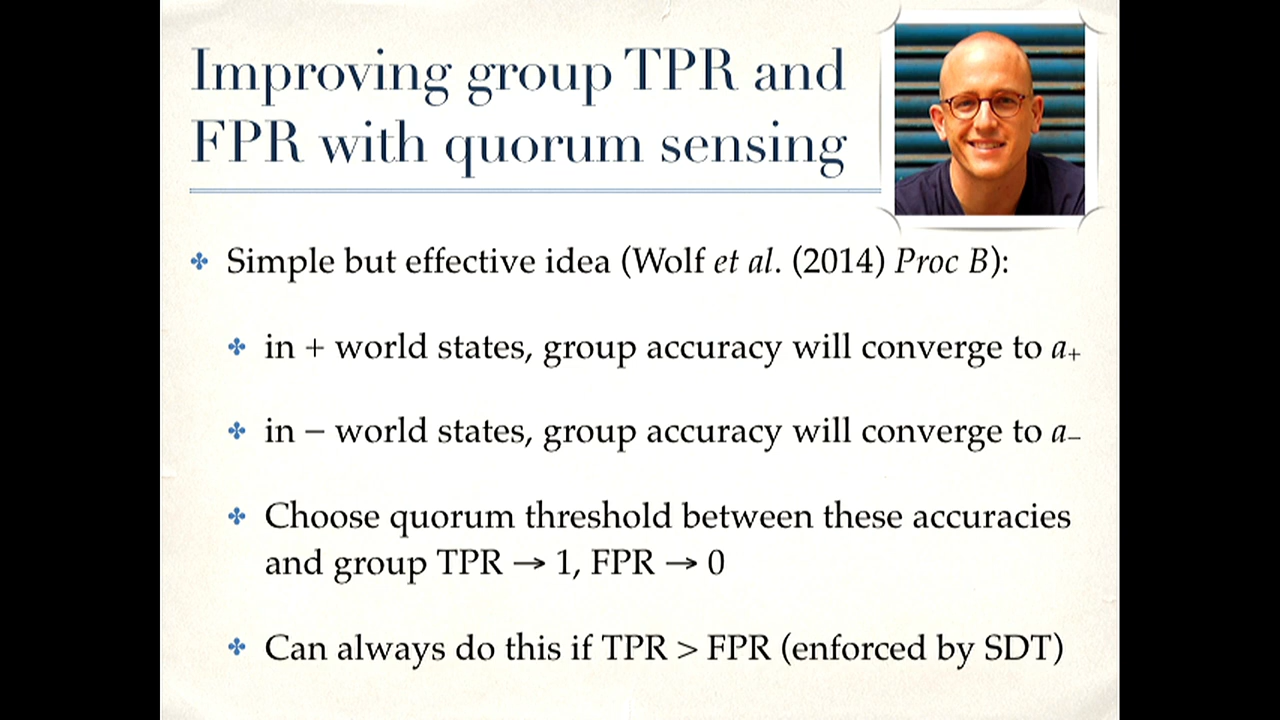 Improving group TPR and
FPR with quorum sensing
Simple but effective idea (Wolf et al. (2014) Proc B):
in + world states, group accuracy will converge to a+
in − world states, group accuracy will converge to a−
Choose quorum threshold between these accuracies
and group TPR → 1, FPR → 0
Can always do this if TPR > FPR (enforced by SDT)